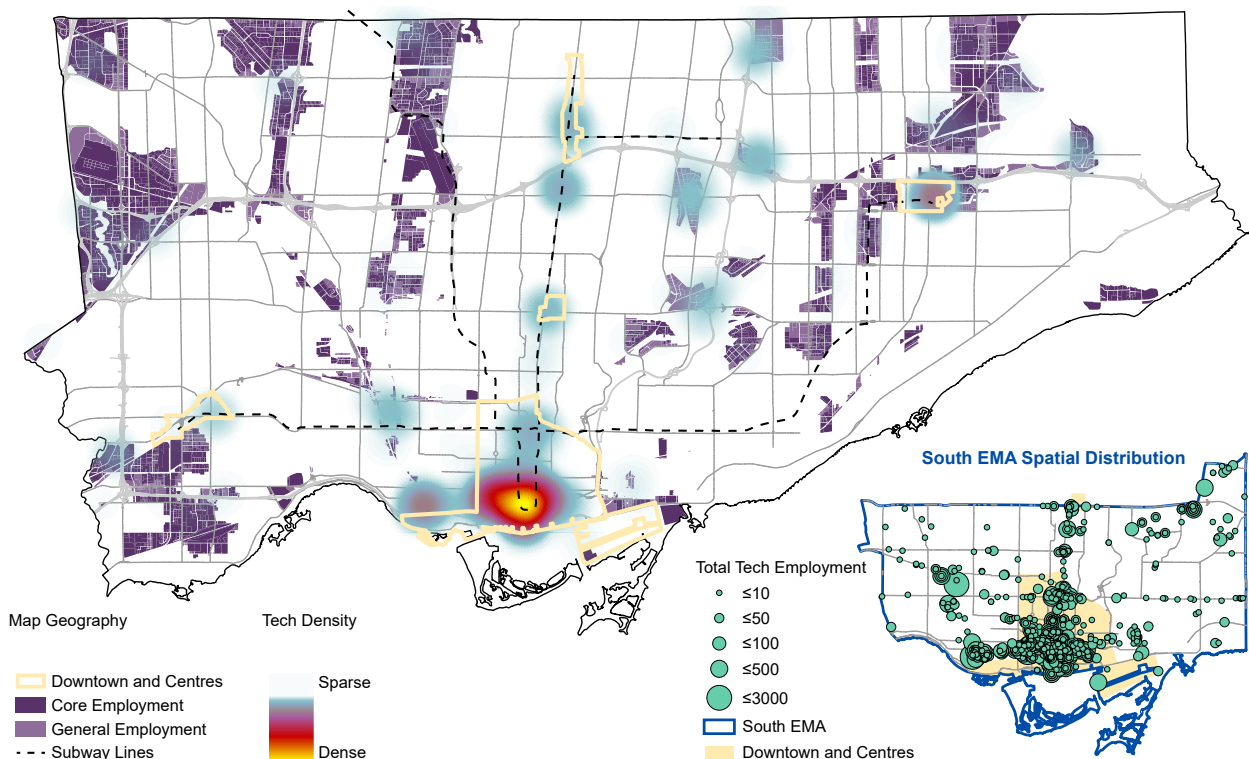 South EMA Spatial Distribution
Map Geography
Downtown and Centres
Core Employment
General Employment
Subway Lines
Tech Density
Sparse
Dense
Total Tech Employment
≤10
≤50
≤100
≤500
≤3000
South EMA
Downtown and Centres